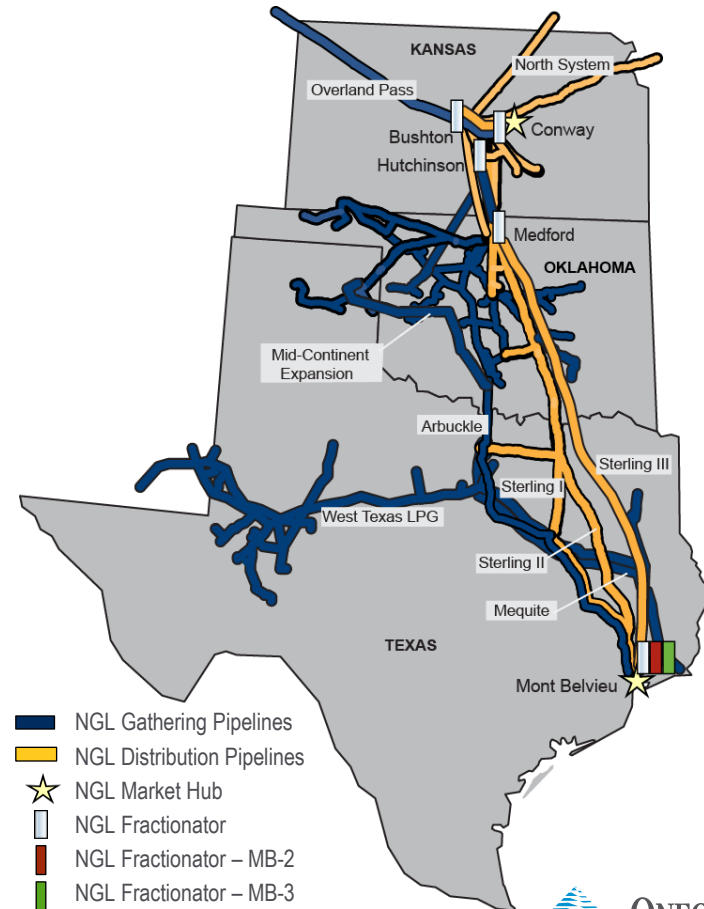 KANSAS
North System
Overland Pass
Bushton
Conway
Hutchinson
Medford
OKLAHOMA
Mid-Continent
Expansion
Arbuckle
Sterling III
Sterling I
West Texas LPG
Sterling II
Mequite
TEXAS
Mont Belvieu
NGL Gathering Pipelines
NGL Distribution Pipelines
NGL Market Hub
NGL Fractionator
NGL Fractionator – MB-2
NGL Fractionator – MB-3